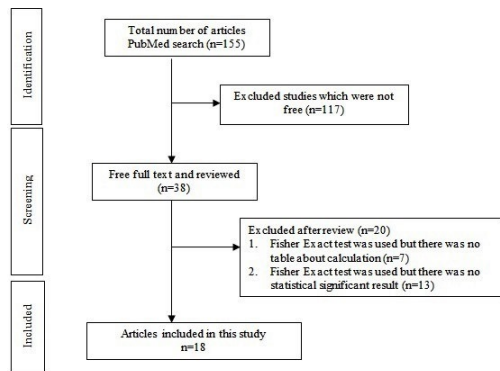 Identification
Total number of articles
PubMed search (n=155)
Excluded studies which were not
free (n=117)
Screening
Free full text and reviewed
(n=38)
Excluded after review (n=20)
1. Fisher Exact test was used but there was no
table about calculation (n=7)
2. Fisher Exact test was used but there was no
statistical significant result (n=13)
Included
Articles included in this study
n=18